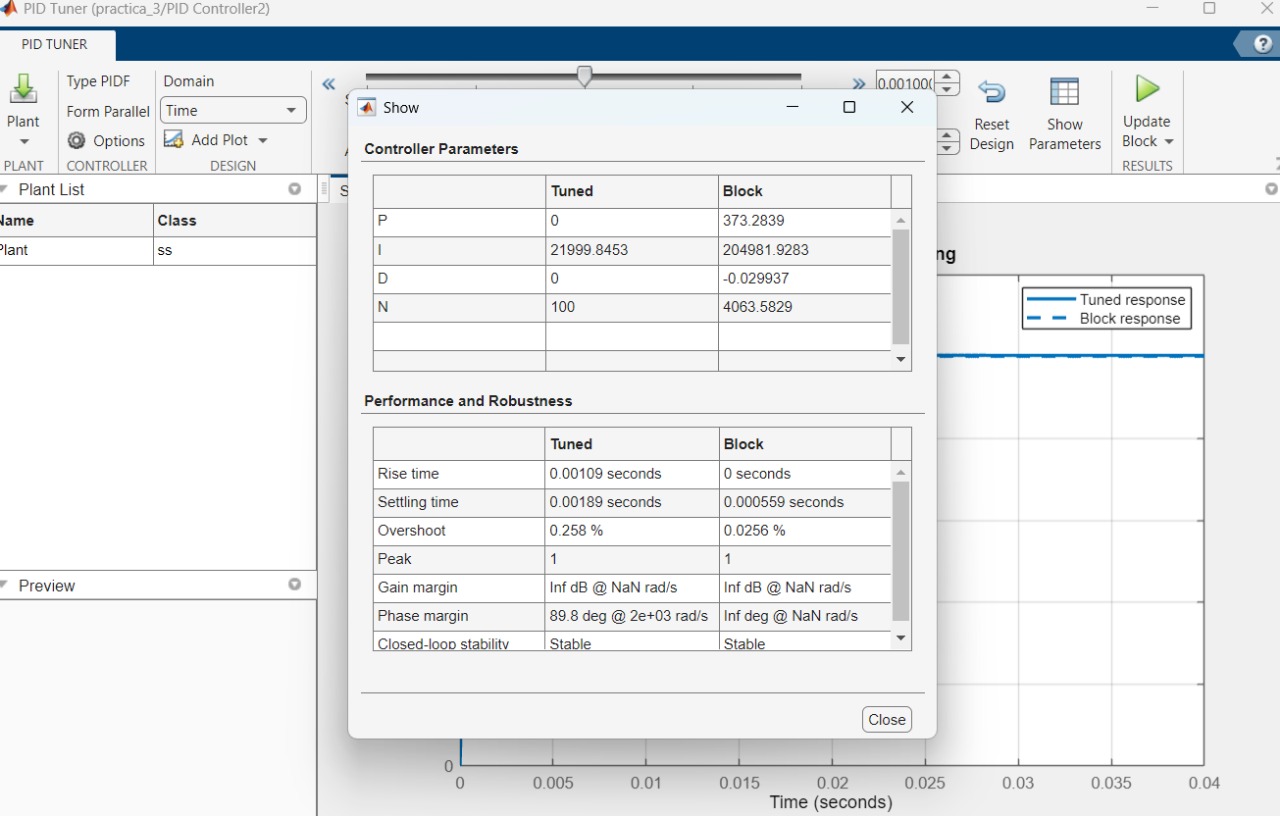 PID Tuner (practica_3/PID Controller2)
PID TUNER
Plant
PLANT
Type PIDF
Form Parallel
Options
CONTROLLER
Domain
Time
Add Plot
DESIGN
Reset
Design
Show
Parameters
Update
Block
RESULTS
Plant List
Name Class
Plant ss
Preview
Show
Controller Parameters
Tuned Block
P 0 373.2839
I 21999.8453 204981.9283
D 0 -0.029937
N 100 4063.5829
Performance and Robustness
Tuned Block
Rise time 0.00109 seconds 0 seconds
Settling time 0.00189 seconds 0.000559 seconds
Overshoot 0.258 % 0.0256 %
Peak 1 1
Gain margin Inf dB @ NaN rad/s Inf dB @ NaN rad/s
Phase margin 89.8 deg @ 2e+03 rad/s Inf deg @ NaN rad/s
Closed-loop stability Stable Stable
Close
ng
Tuned response
Block response
0
0 0.005 0.01 0.015 0.02 0.025 0.03 0.035 0.04
Time (seconds)